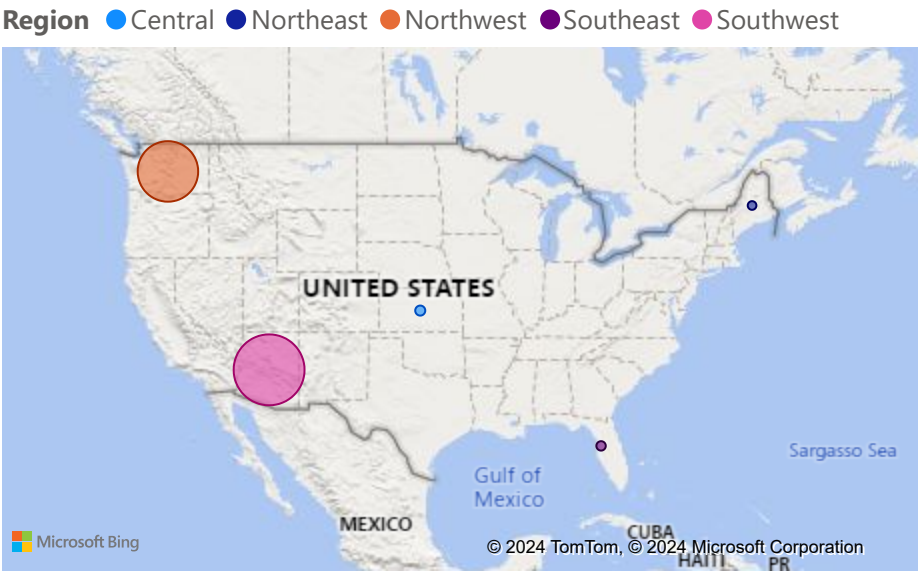 Region Central Northeast Northwest Southeast Southwest
UNITED STATES
Sargasso Sea
Gulf of
Mexico
MEXICO
CUBA
Microsoft Bing
© 2024 TomTom, © 2024 Microsoft Corporation
HAITI
PR